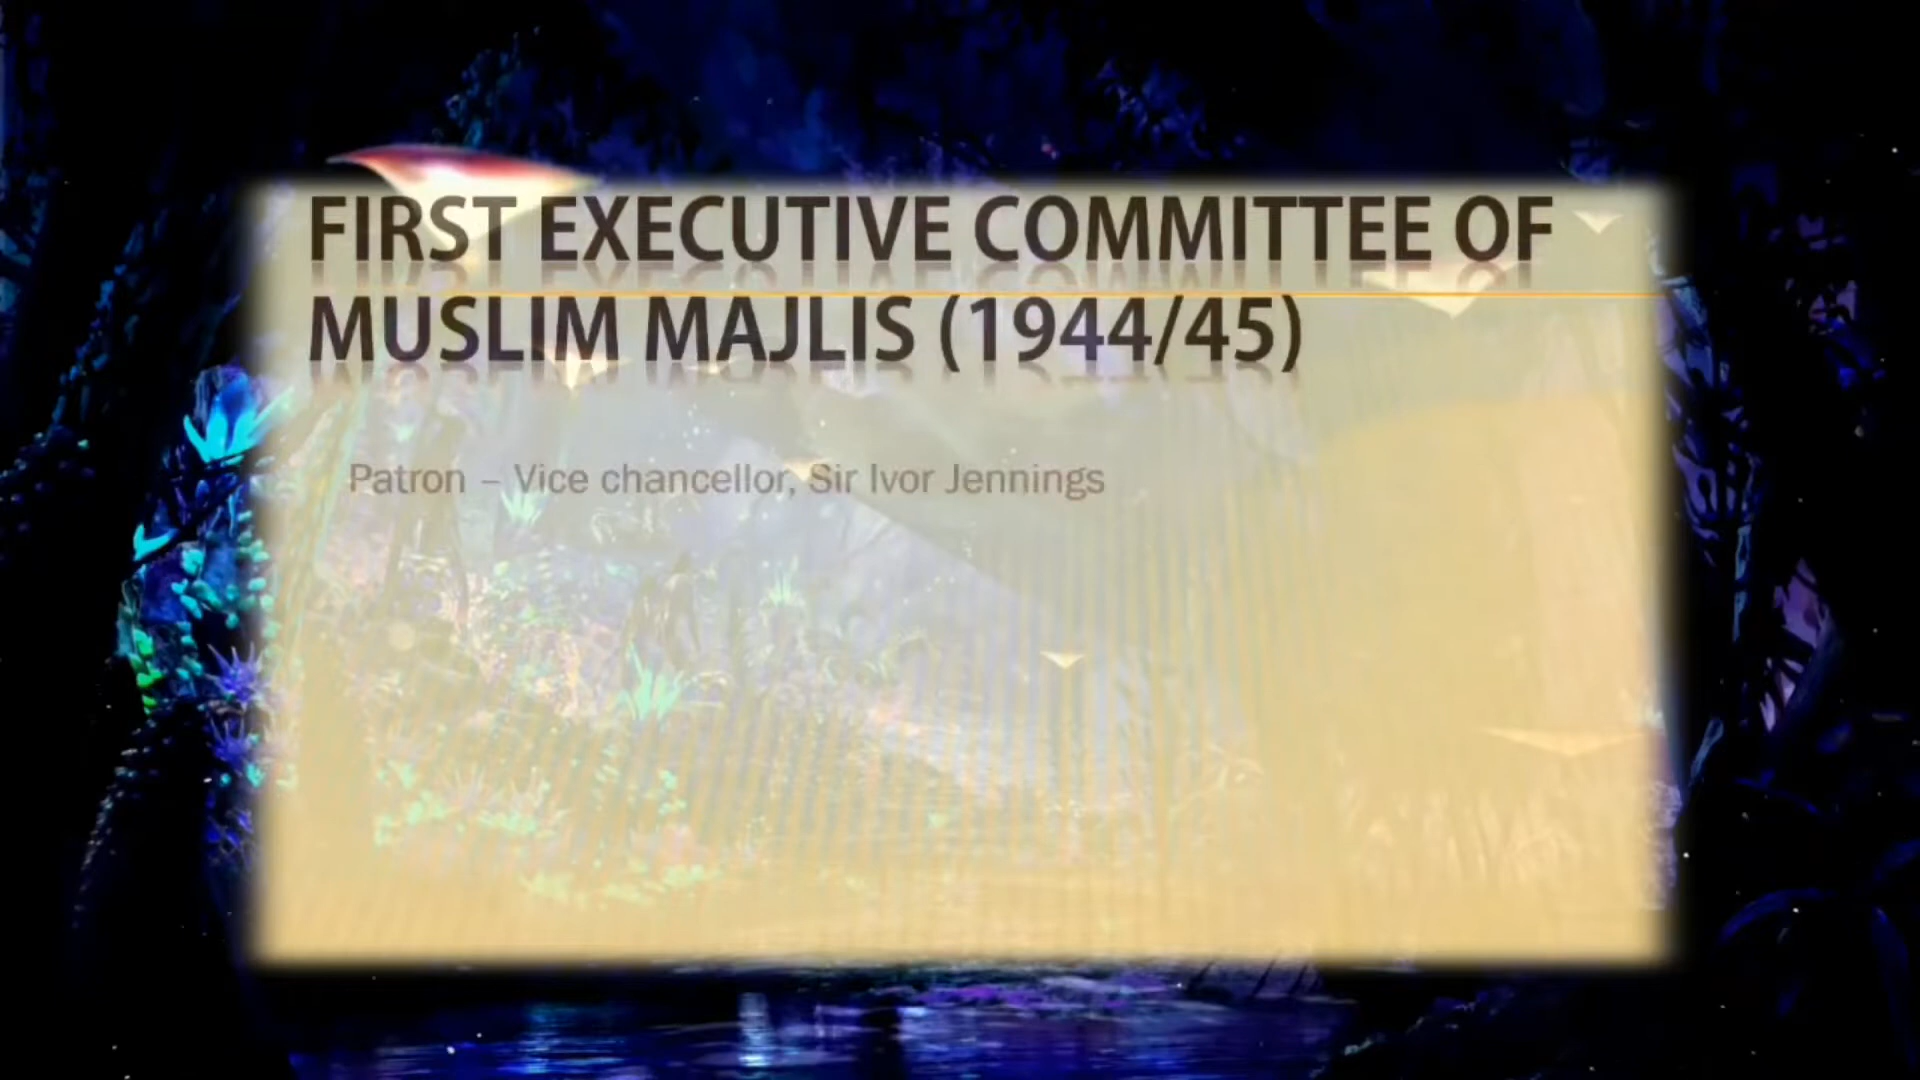 FIRST EXECUTIVE COMMITTEE OF
MUSLIM MAJLIS (1944/45)
Patron – Vice chancellor, Sir Ivor Jennings